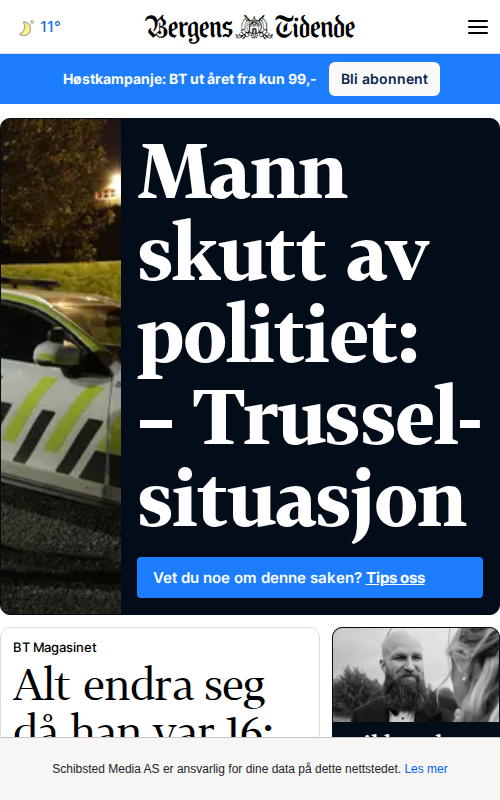 11°
Bergens Tidende
Høstkampanje: BT ut året fra kun 99,-
Bli abonnent
Mann
skutt av
politiet:
– Trussel-
situasjon
Vet du noe om denne saken? Tips oss
BT Magasinet
Alt endra seg
då han var 16:
Schibsted Media AS er ansvarlig for dine data på dette nettstedet. Les mer